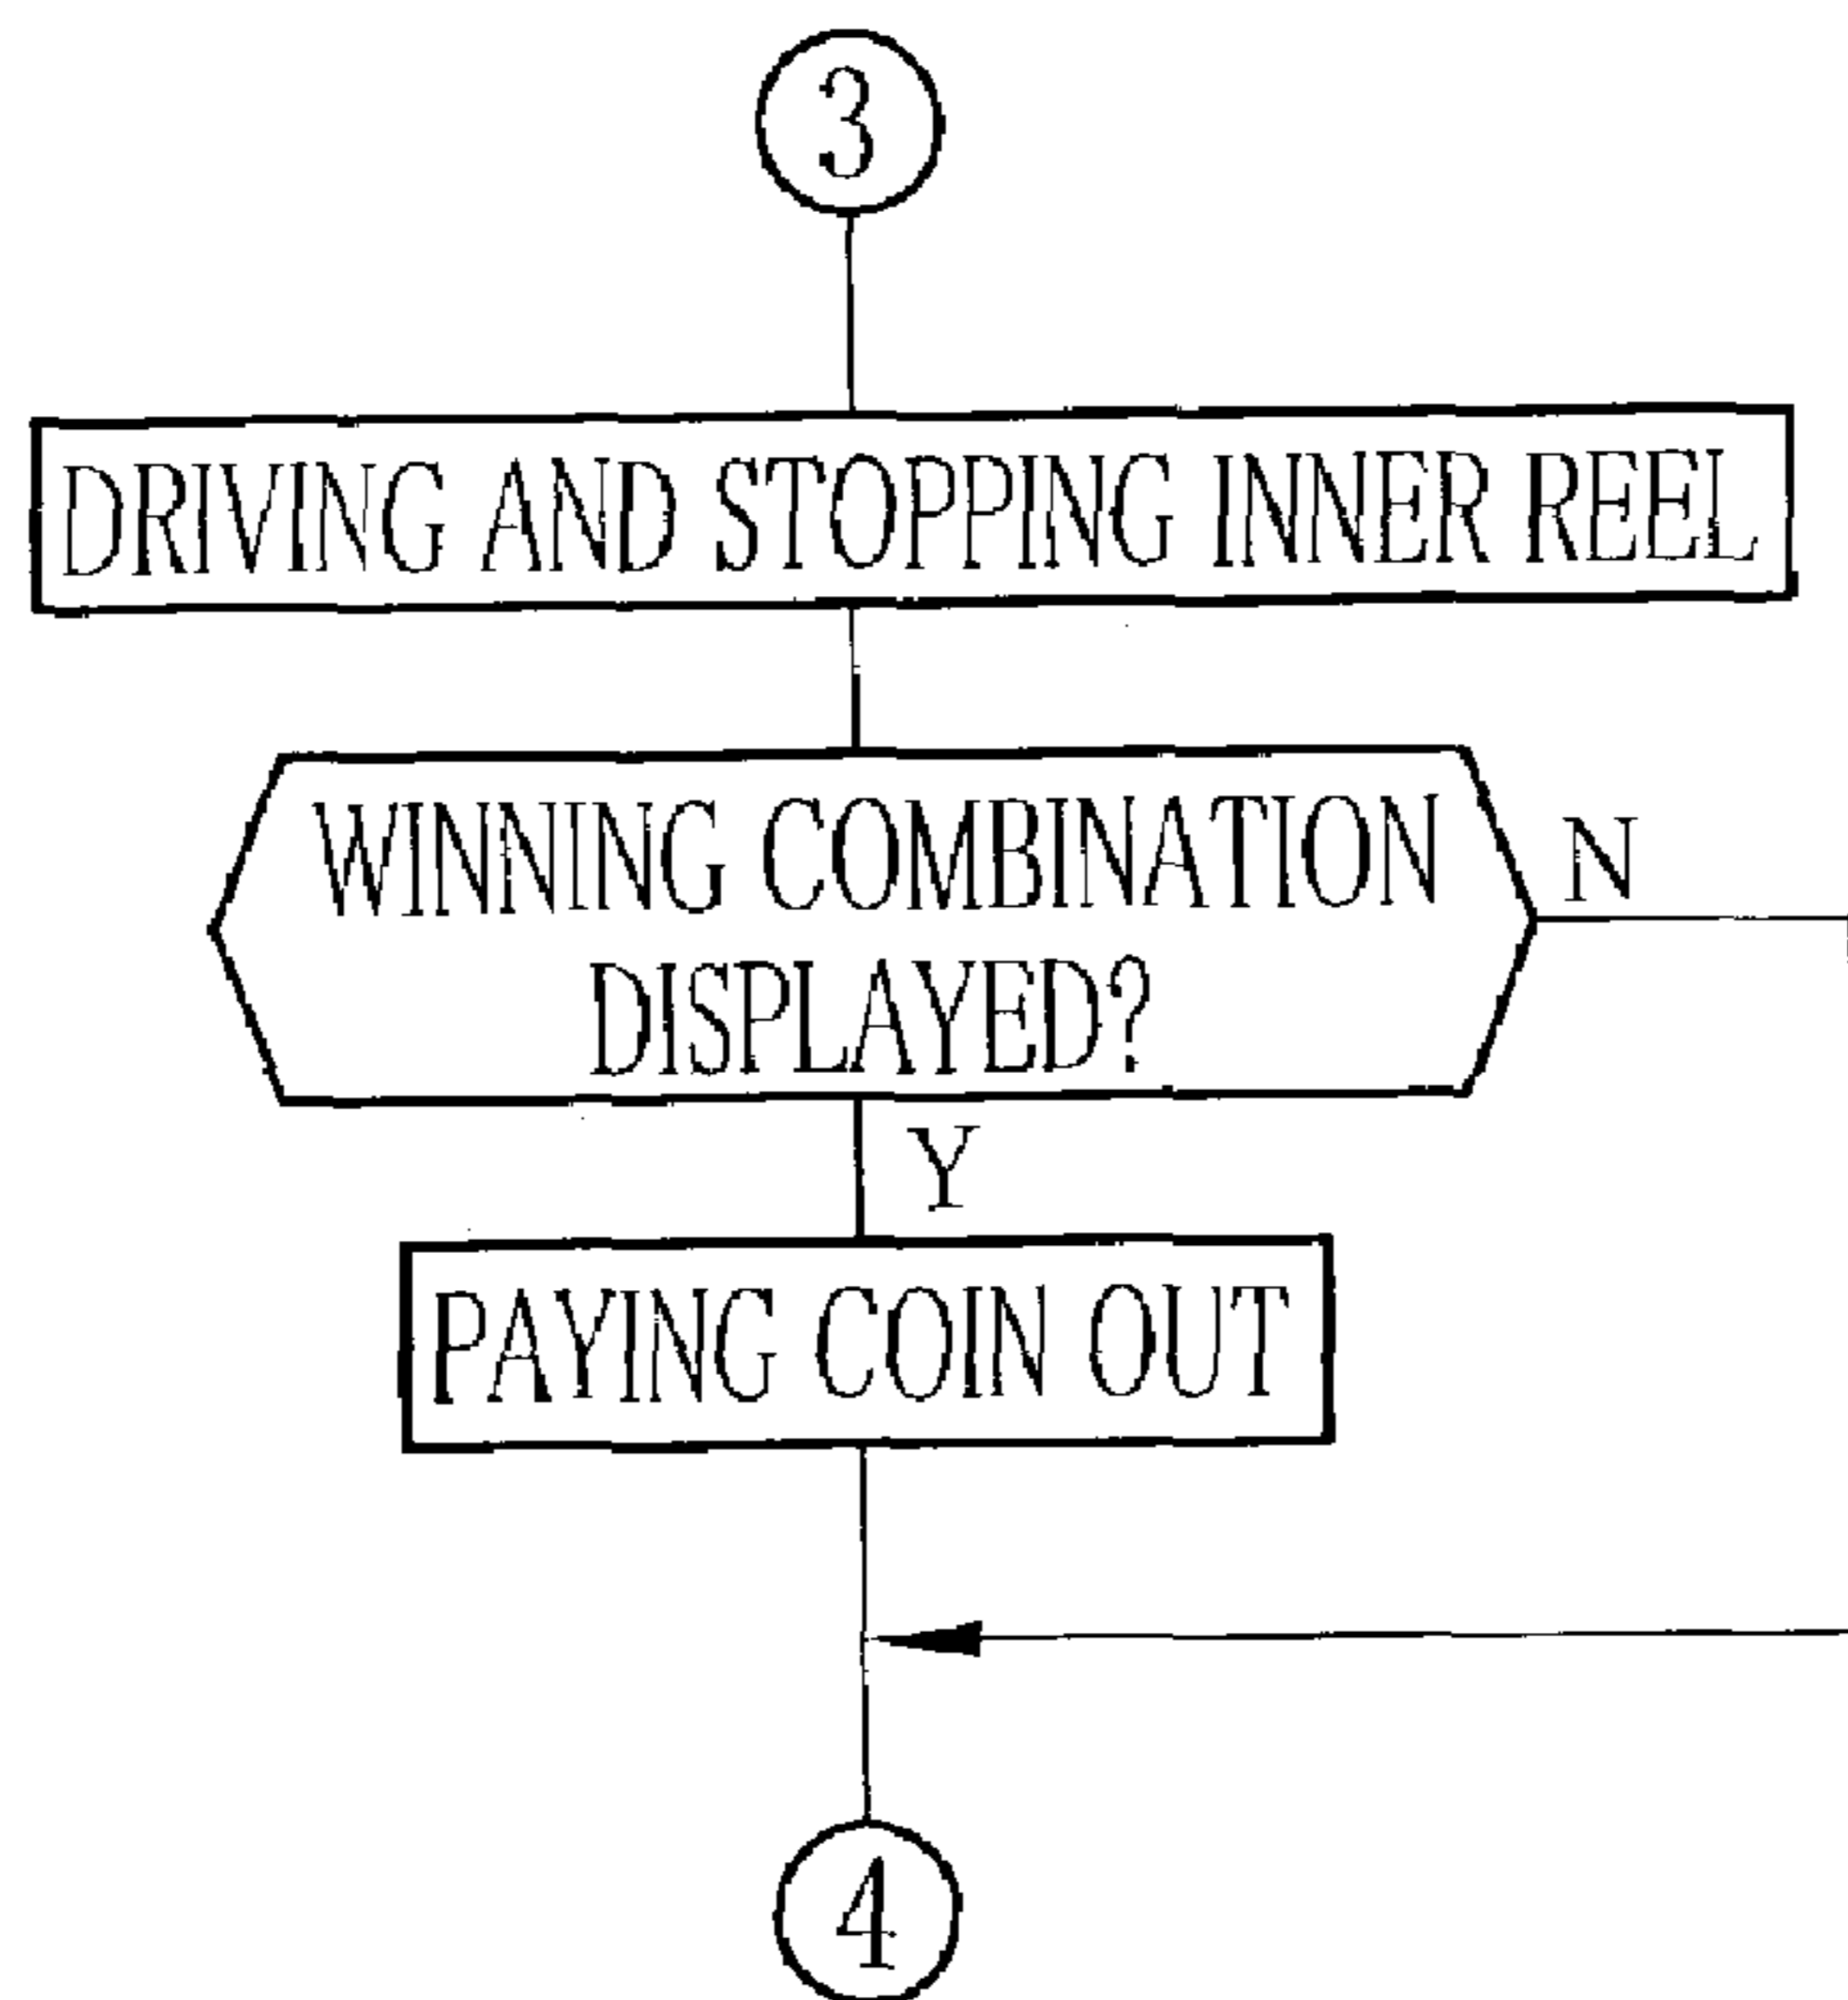 3
DRIVING AND STOPPING INNER REEL
WINNING COMBINATION
N
DISPLAYED?
Y
PAYING COIN OUT
4